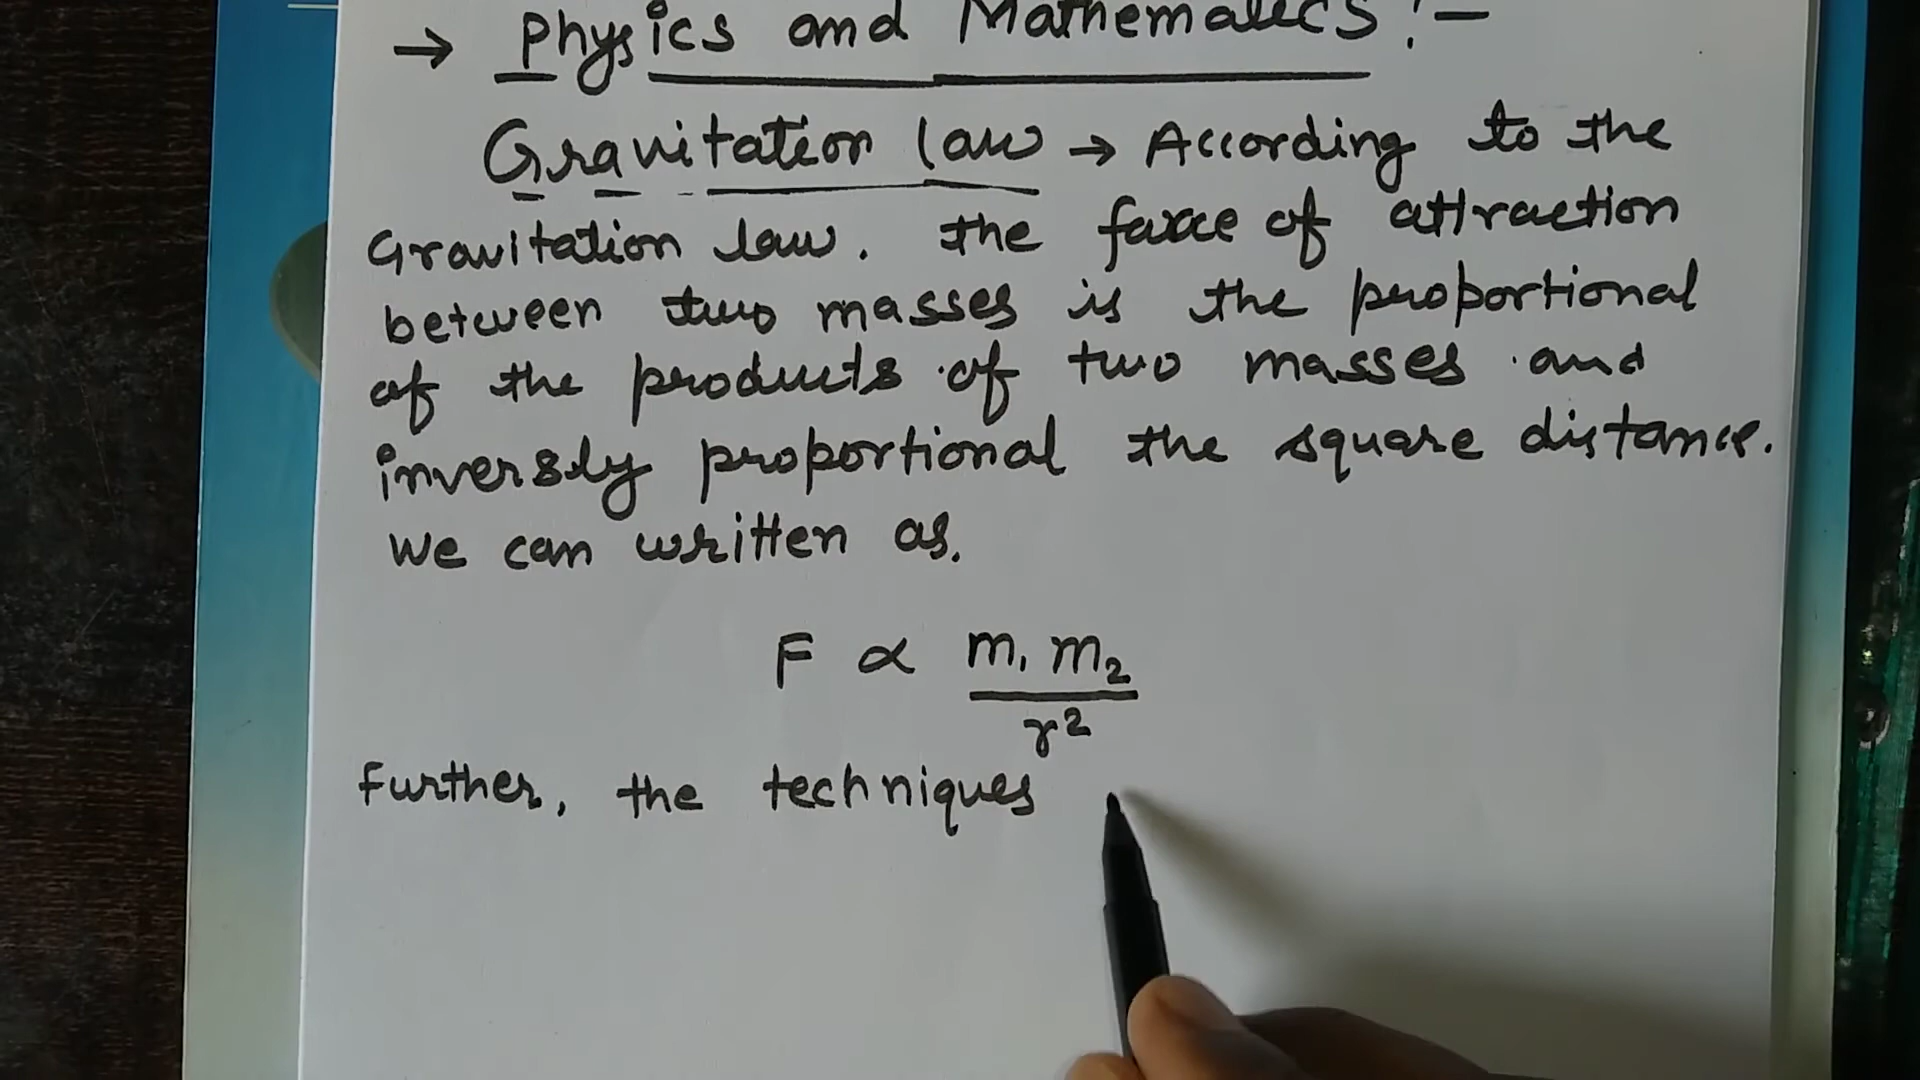 → Physics and Mathematics :-
Gravitation law → According to the
Gravitation law. the force of attraction
between two masses is the proportional
of the products of two masses and
inversly proportional the square distance.
we can written as.
F ∝ m₁ m₂
r²
Further, the techniques